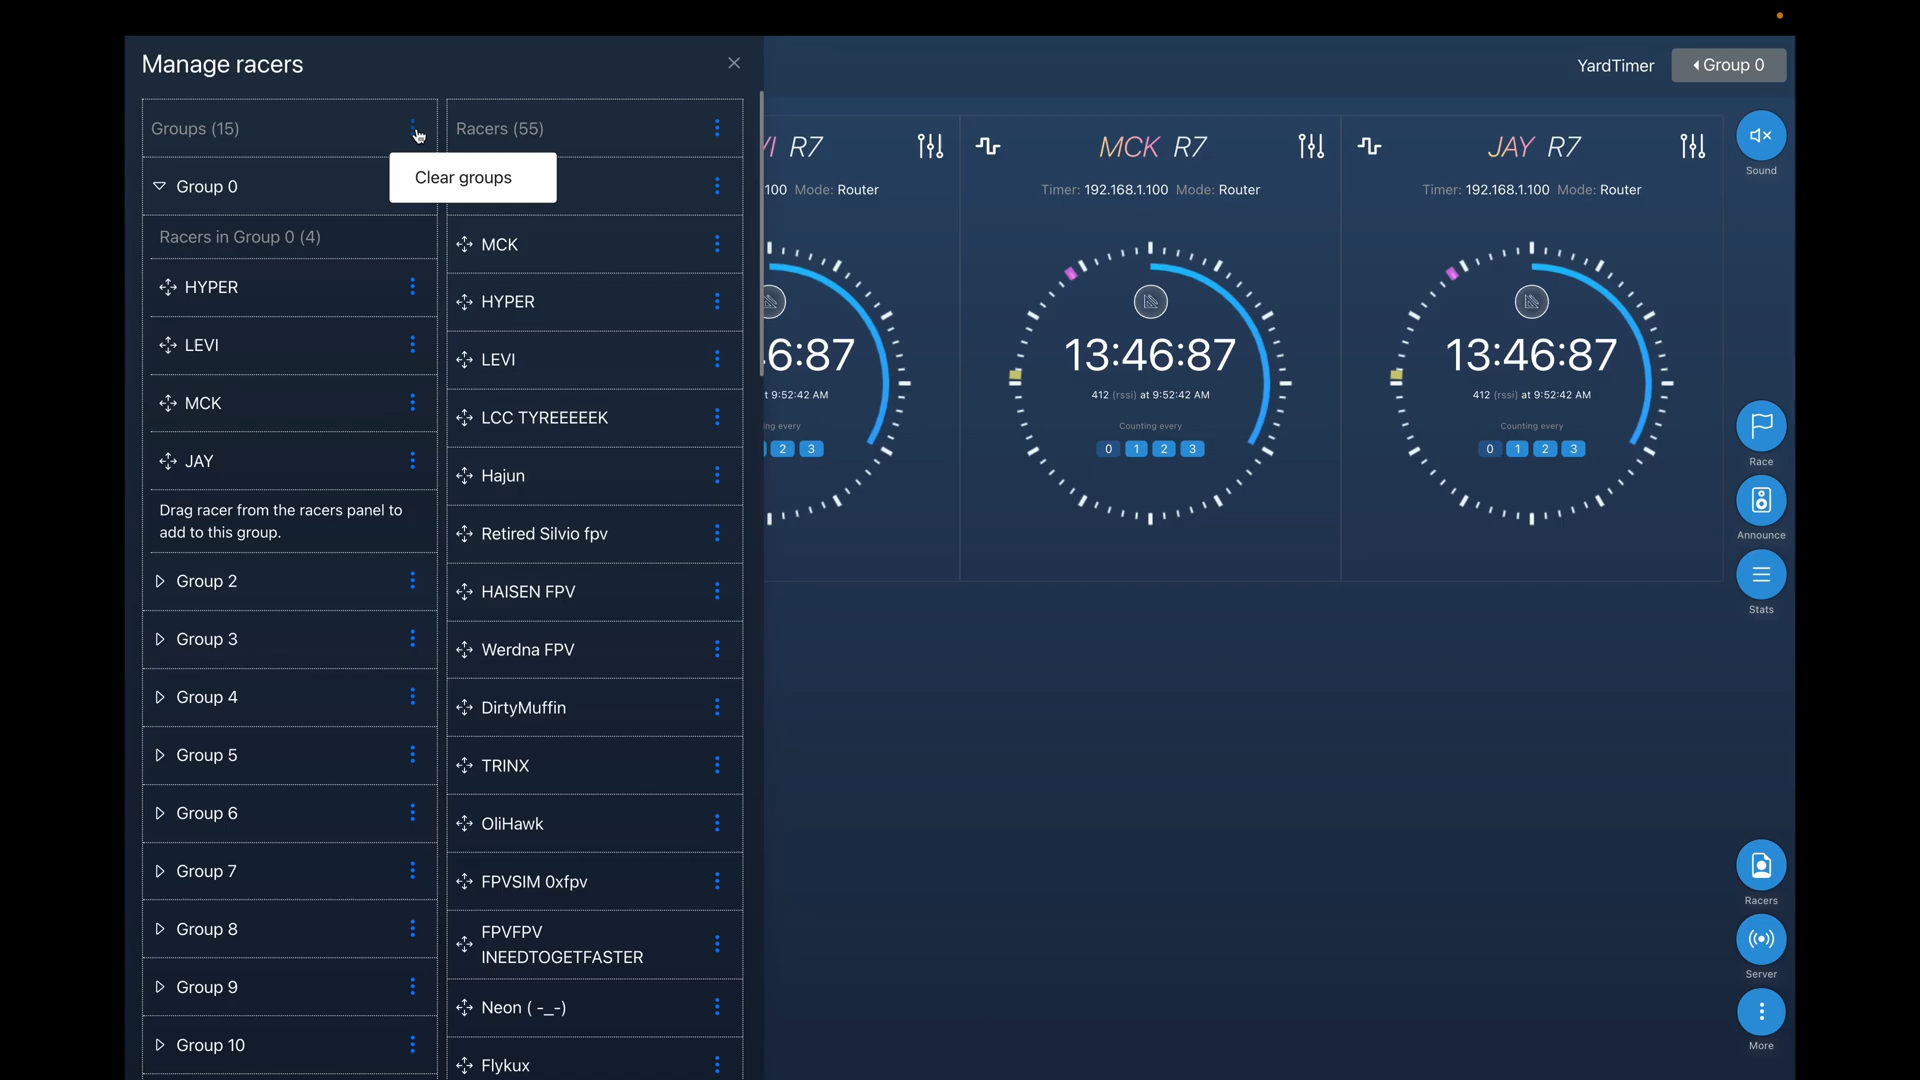 Manage racers
YardTimer
Group 0
Groups (15)
Clear groups
Group 0
Racers in Group 0 (4)
HYPER
LEVI
MCK
JAY
Drag racer from the racers panel to
add to this group.
Group 2
Group 3
Group 4
Group 5
Group 6
Group 7
Group 8
Group 9
Group 10
Racers (55)
MCK
HYPER
LEVI
LCC TYREEEEEK
Hajun
Retired Silvio fpv
HAISEN FPV
Werdna FPV
DirtyMuffin
TRINX
OliHawk
FPVSIM 0xfpv
FPVFPV
INEEDTOGETFASTER
Neon ( -_-)
Flykux
VI R7
100 Mode: Router
46:87
t 9:52:42 AM
ng every
2 3
MCK R7
Timer: 192.168.1.100 Mode: Router
13:46:87
412 (rssi) at 9:52:42 AM
Counting every
0 1 2 3
JAY R7
Timer: 192.168.1.100 Mode: Router
13:46:87
412 (rssi) at 9:52:42 AM
Counting every
0 1 2 3
Sound
Race
Announce
Stats
Racers
Server
More